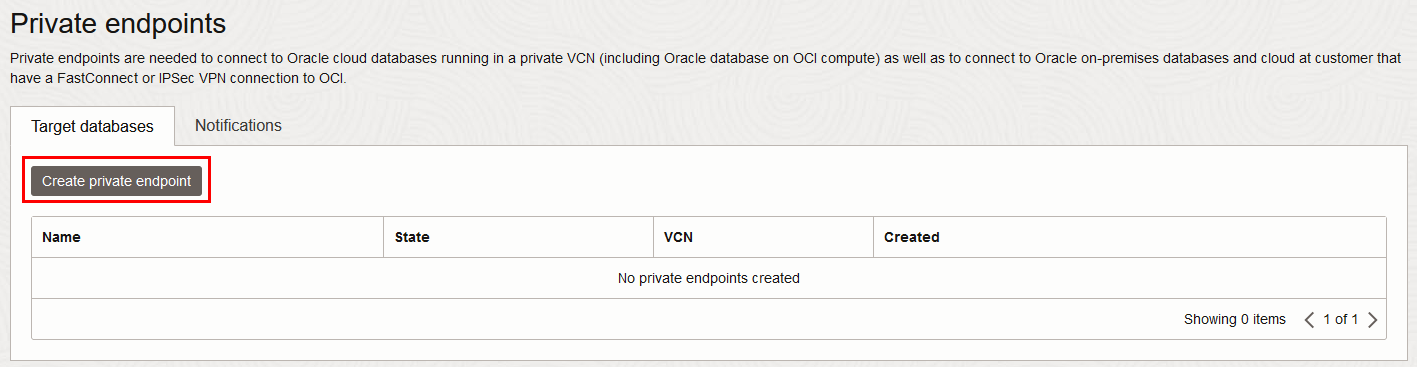 Private endpoints
Private endpoints are needed to connect to Oracle cloud databases running in a private VCN (including Oracle database on OCI compute) as well as to connect to Oracle on-premises databases and cloud at customer that
have a FastConnect or IPSec VPN connection to OCI.
Target databases Notifications
Create private endpoint
Name State VCN Created
No private endpoints created
Showing 0 items 1 of 1